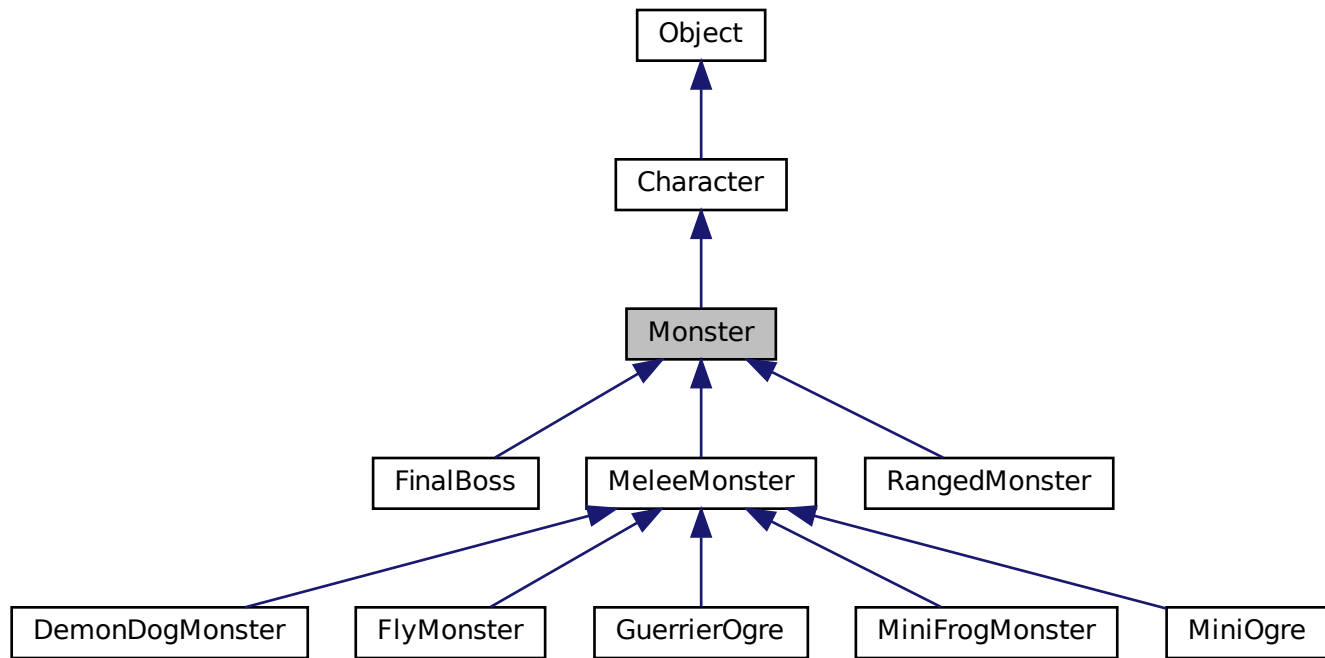 Object
Character
Monster
FinalBoss
MeleeMonster
RangedMonster
DemonDogMonster
FlyMonster
GuerrierOgre
MiniFrogMonster
MiniOgre